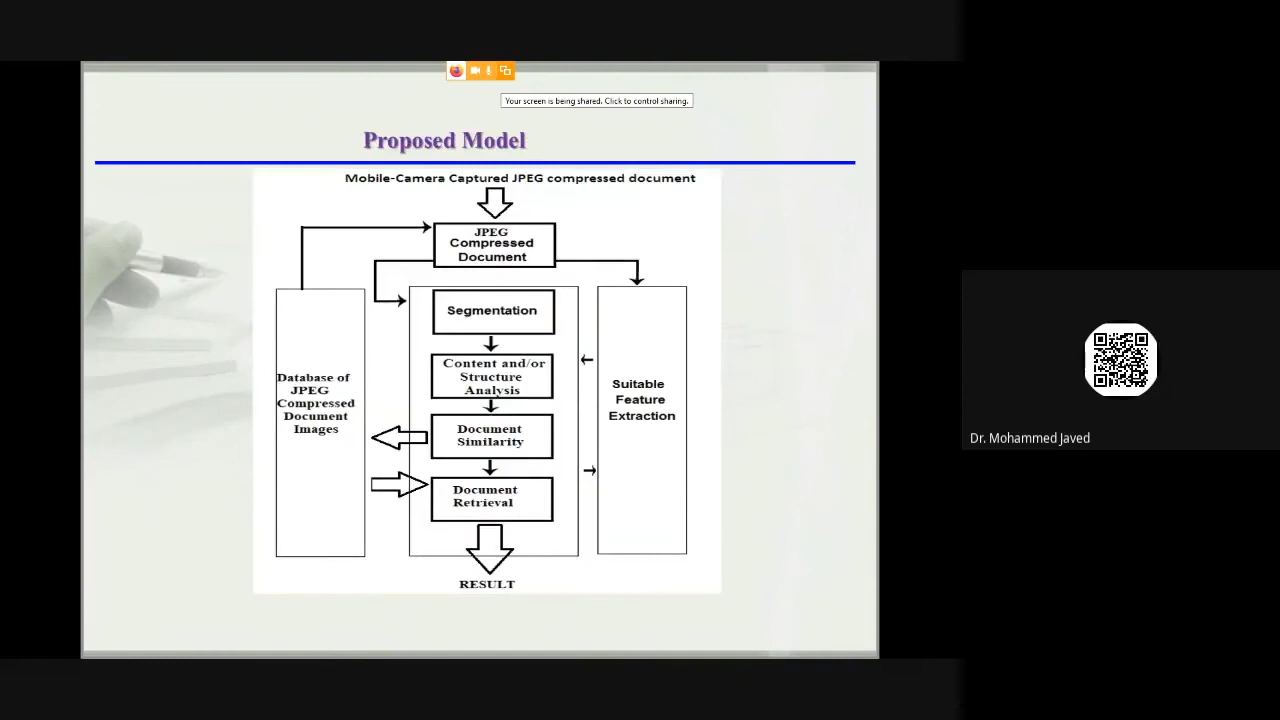 Your screen is being shared. Click to control sharing.
Proposed Model
Mobile-Camera Captured JPEG compressed document
JPEG
Compressed
Document
Segmentation
Content and/or
Structure
Analysis
Document
Similarity
Document
Retrieval
RESULT
Database of
JPEG
Compressed
Document
Images
Suitable
Feature
Extraction
Dr. Mohammed Javed